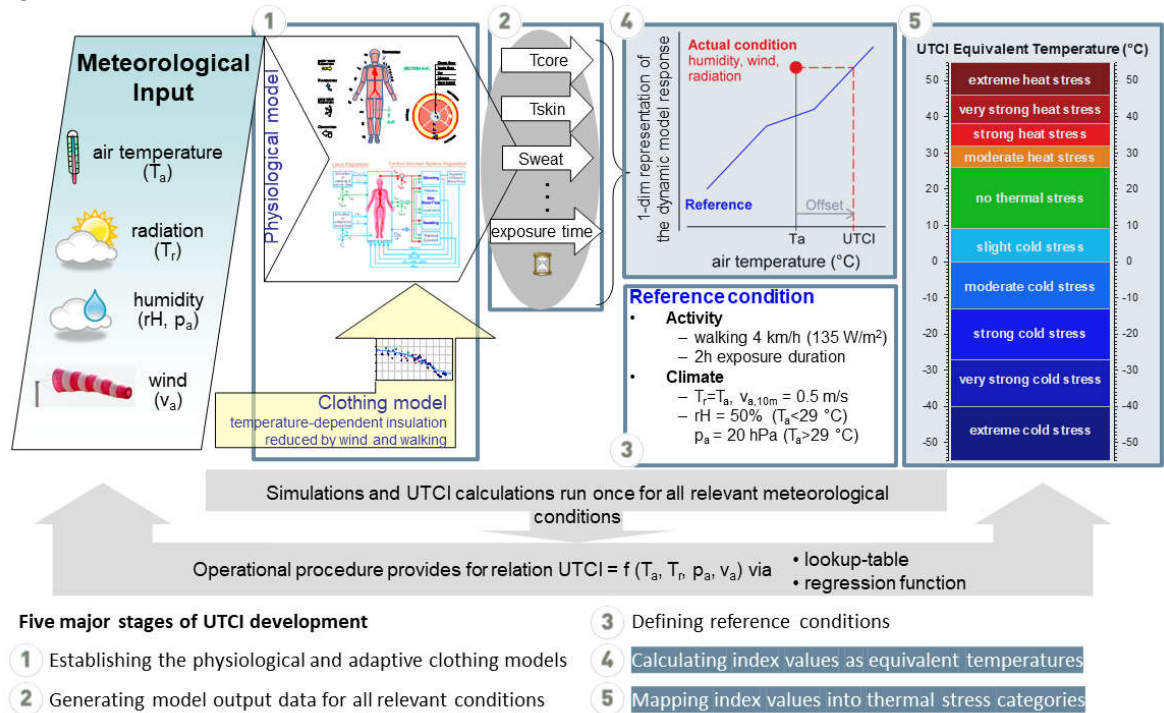 1
2
4
5
Meteorological
Input
air temperature
(Ta)
radiation
(Tr)
humidity
(rH, pa)
wind
(va)
Physiological model
Clothing model
temperature-dependent insulation
reduced by wind and walking
Tcore
Tskin
Sweat
exposure time
1-dim representation of
the dynamic model response
Actual condition
humidity, wind,
radiation
Reference
Offset
Ta
UTCI
air temperature (°C)
Reference condition
• Activity
– walking 4 km/h (135 W/m²)
– 2h exposure duration
• Climate
– Tr=Ta, va,10m = 0.5 m/s
– rH = 50% (Ta<29 °C)
pa = 20 hPa (Ta>29 °C)
3
UTCI Equivalent Temperature (°C)
50 extreme heat stress 50
40 very strong heat stress 40
strong heat stress
30 moderate heat stress 30
20 no thermal stress 20
10 10
slight cold stress
0 0
-10 moderate cold stress -10
-20 strong cold stress -20
-30 very strong cold stress -30
-40 -40
extreme cold stress
-50 -50
Simulations and UTCI calculations run once for all relevant meteorological
conditions
Operational procedure provides for relation UTCI = f (Ta, Tr, pa, va) via
• lookup-table
• regression function
Five major stages of UTCI development
1 Establishing the physiological and adaptive clothing models
2 Generating model output data for all relevant conditions
3 Defining reference conditions
4 Calculating index values as equivalent temperatures
5 Mapping index values into thermal stress categories